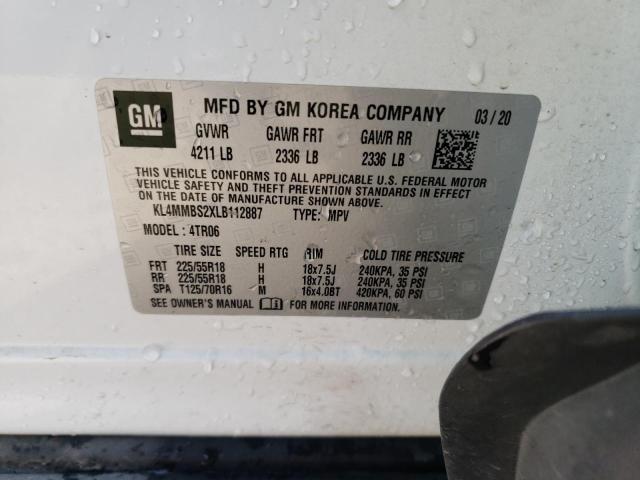 GM
MFD BY GM KOREA COMPANY 03/20
GVWR GAWR FRT GAWR RR
4211 LB 2336 LB 2336 LB
THIS VEHICLE CONFORMS TO ALL APPLICABLE U.S. FEDERAL MOTOR
VEHICLE SAFETY AND THEFT PREVENTION STANDARDS IN EFFECT ON
THE DATE OF MANUFACTURE SHOWN ABOVE.
KL4MMBS2XLB112887 TYPE: MPV
MODEL : 4TR06
TIRE SIZE SPEED RTG RIM COLD TIRE PRESSURE
FRT 225/55R18 H 18x7.5J 240KPA, 35 PSI
RR 225/55R18 H 18x7.5J 240KPA, 35 PSI
SPA T125/70R16 M 16x4.0BT 420KPA, 60 PSI
SEE OWNER'S MANUAL FOR MORE INFORMATION.